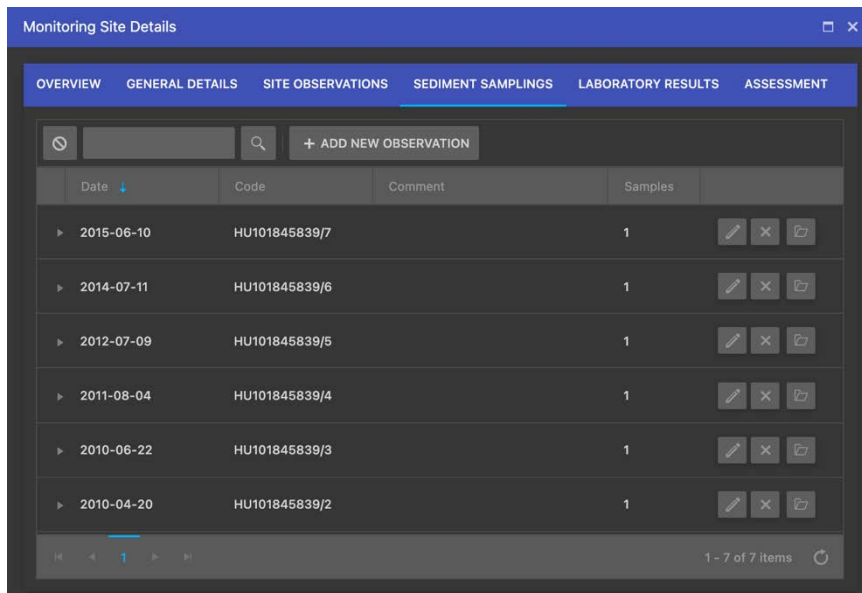 Monitoring Site Details
OVERVIEW GENERAL DETAILS SITE OBSERVATIONS SEDIMENT SAMPLINGS LABORATORY RESULTS ASSESSMENT
+ ADD NEW OBSERVATION
Date Code Comment Samples
2015-06-10 HU101845839/7 1
2014-07-11 HU101845839/6 1
2012-07-09 HU101845839/5 1
2011-08-04 HU101845839/4 1
2010-06-22 HU101845839/3 1
2010-04-20 HU101845839/2 1
1 1 - 7 of 7 items